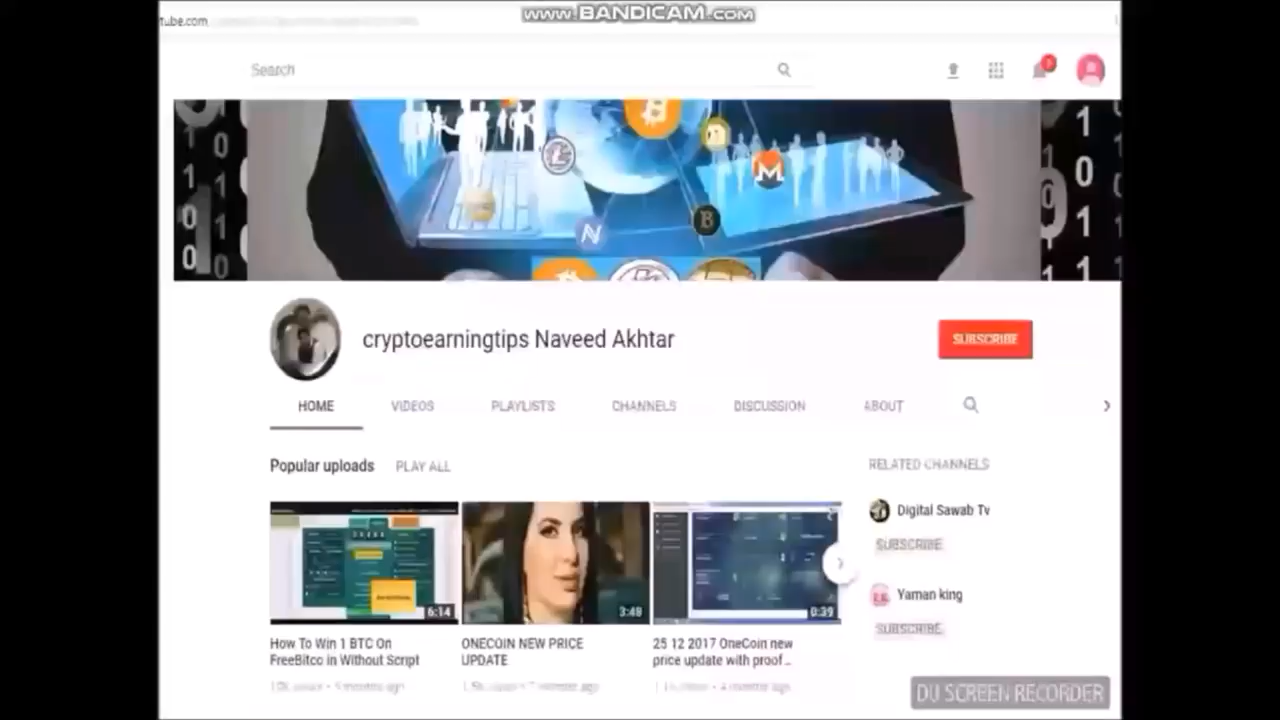 www.BANDICAM.com
tube.com
Search
cryptoearningtips Naveed Akhtar
SUBSCRIBE
HOME VIDEOS PLAYLISTS CHANNELS DISCUSSION ABOUT
Popular uploads PLAY ALL
RELATED CHANNELS
Digital Sawab Tv
SUBSCRIBE
Yaman king
SUBSCRIBE
6:14
3:48
0:39
How To Win 1 BTC On
FreeBitco in Without Script
ONECOIN NEW PRICE
UPDATE
25 12 2017 OneCoin new
price update with proof...
DU SCREEN RECORDER